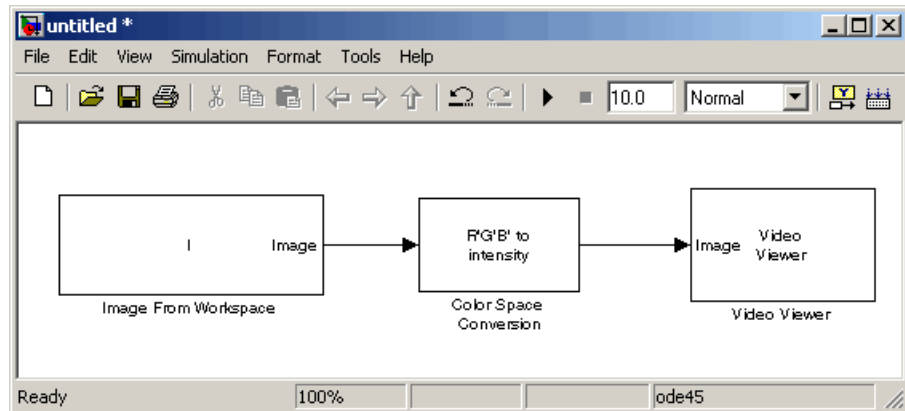 untitled *
File Edit View Simulation Format Tools Help
10.0 Normal
I Image
R'G'B' to
intensity
Image
Video
Viewer
Image From Workspace
Color Space
Conversion
Video Viewer
Ready 100% ode45